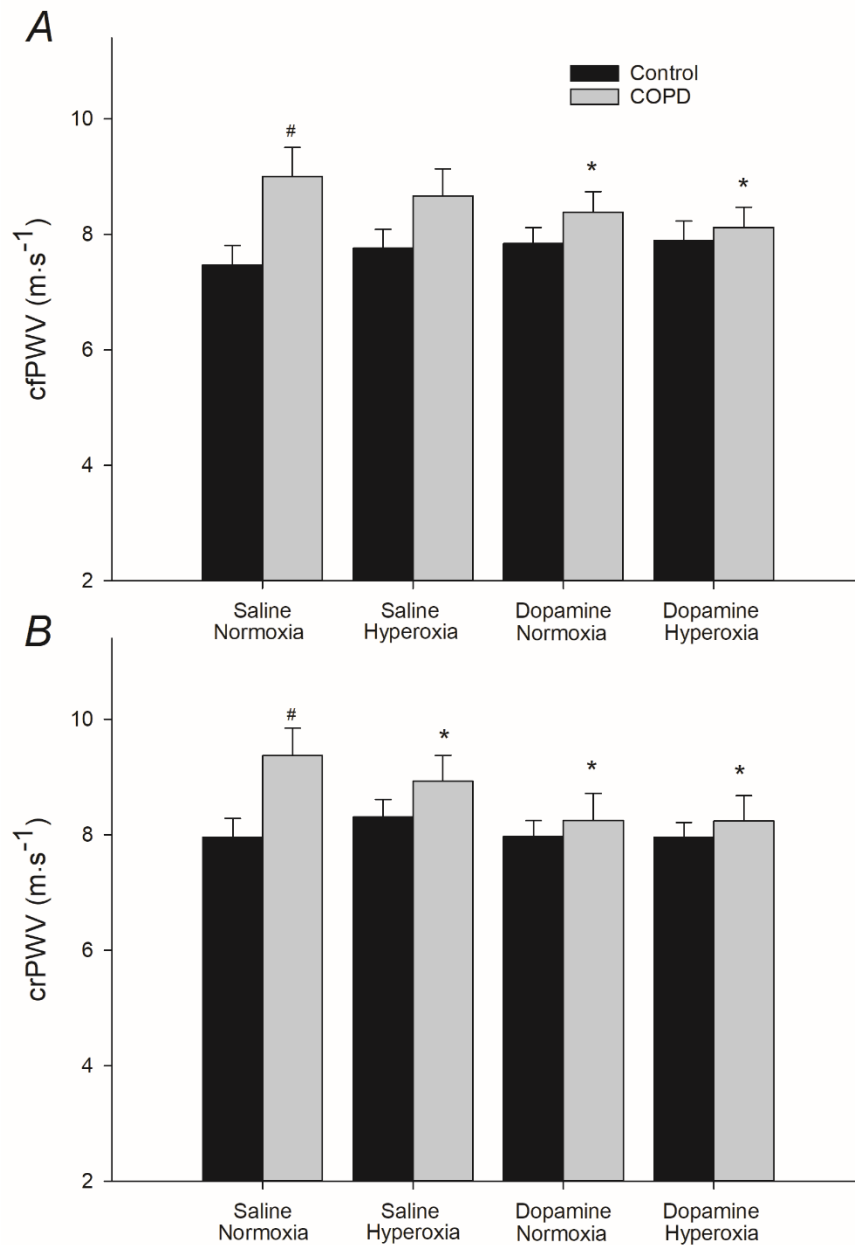 A
Control
COPD
10
8
6
4
2
cfPWV (m·s⁻¹)
#
*
*
Saline
Normoxia
Saline
Hyperoxia
Dopamine
Normoxia
Dopamine
Hyperoxia
B
10
8
6
4
2
crPWV (m·s⁻¹)
#
*
*
*
Saline
Normoxia
Saline
Hyperoxia
Dopamine
Normoxia
Dopamine
Hyperoxia